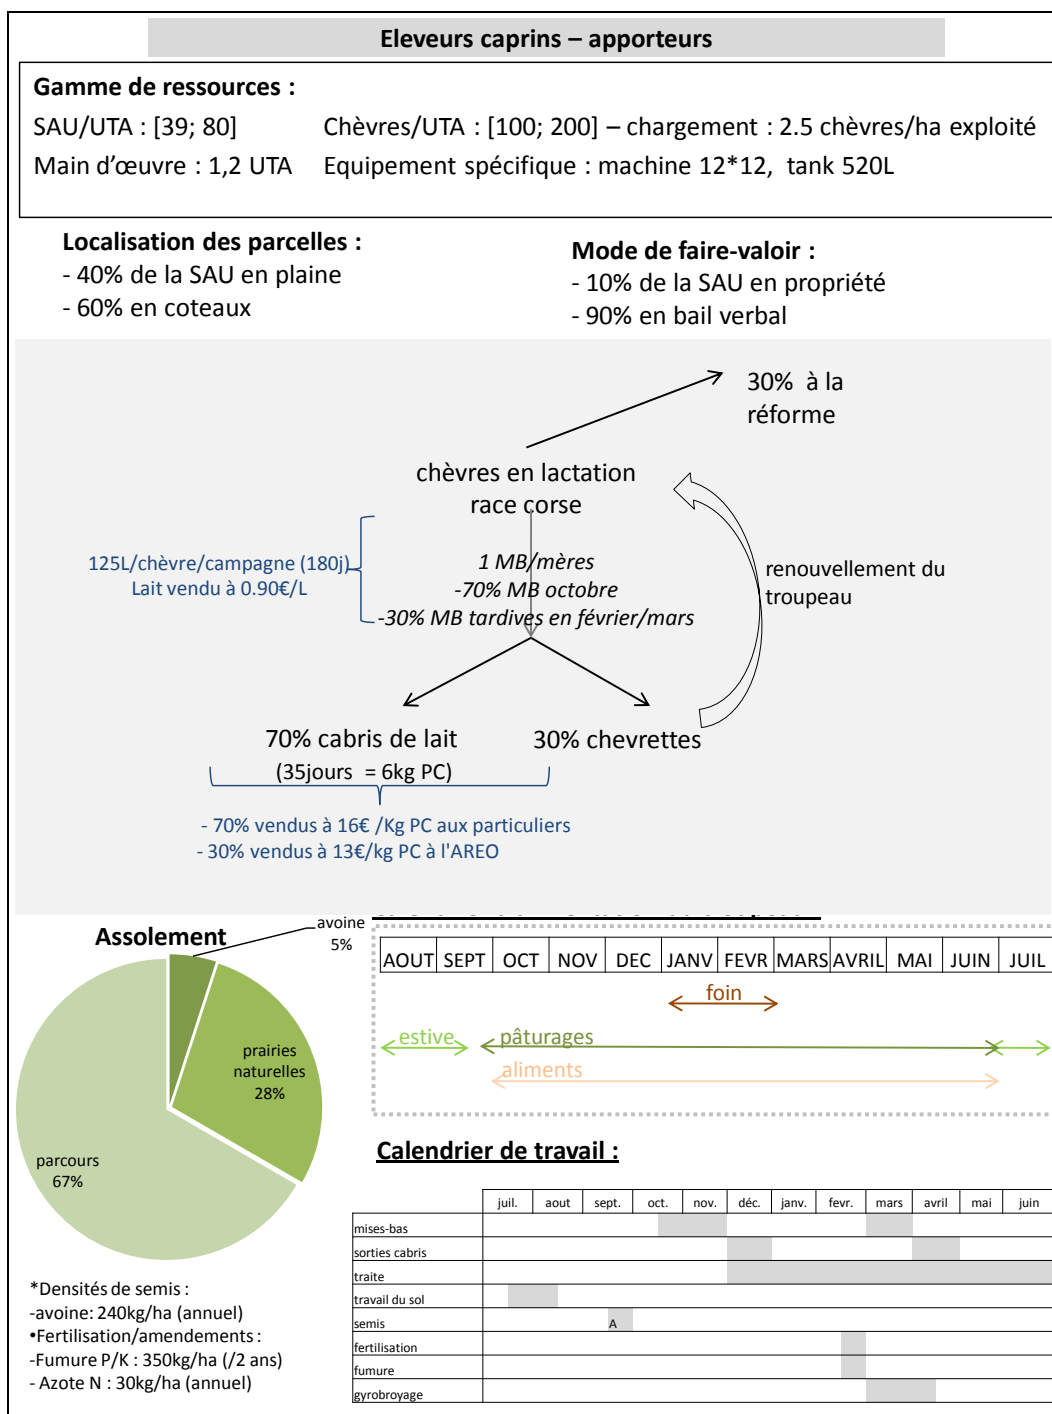 Eleveurs caprins – apporteurs
Gamme de ressources :
SAU/UTA : [39; 80] Chèvres/UTA : [100; 200] – chargement : 2.5 chèvres/ha exploité
Main d'œuvre : 1,2 UTA Equipement spécifique : machine 12*12, tank 520L
Localisation des parcelles :
- 40% de la SAU en plaine
- 60% en coteaux
Mode de faire-valoir :
- 10% de la SAU en propriété
- 90% en bail verbal
30% à la
réforme
chèvres en lactation
race corse
125L/chèvre/campagne (180j)
Lait vendu à 0.90€/L
1 MB/mères
-70% MB octobre
-30% MB tardives en février/mars
renouvellement du
troupeau
70% cabris de lait
(35jours = 6kg PC)
30% chevrettes
- 70% vendus à 16€ /Kg PC aux particuliers
- 30% vendus à 13€/kg PC à l'AREO
Assolement
avoine
5%
prairies
naturelles
28%
parcours
67%
AOUT SEPT OCT NOV DEC JANV FEVR MARS AVRIL MAI JUIN JUIL
foin
estive pâturages
aliments
Calendrier de travail :
juil. aout sept. oct. nov. déc. janv. fevr. mars avril mai juin
mises-bas
sorties cabris
traite
travail du sol
semis A
fertilisation
fumure
gyrobroyage
*Densités de semis :
-avoine: 240kg/ha (annuel)
•Fertilisation/amendements :
-Fumure P/K : 350kg/ha (/2 ans)
- Azote N : 30kg/ha (annuel)